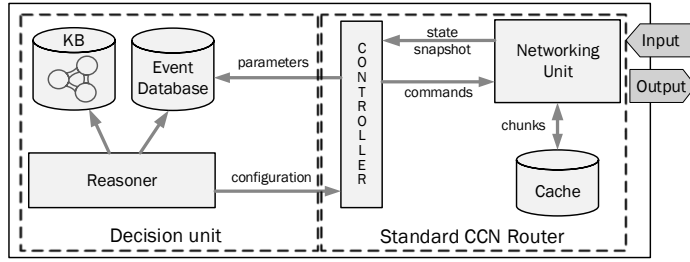 KB
Event
Database
Reasoner
parameters
configuration
Decision unit
CONTROLLER
state
snapshot
commands
Networking
Unit
chunks
Cache
Standard CCN Router
Input
Output